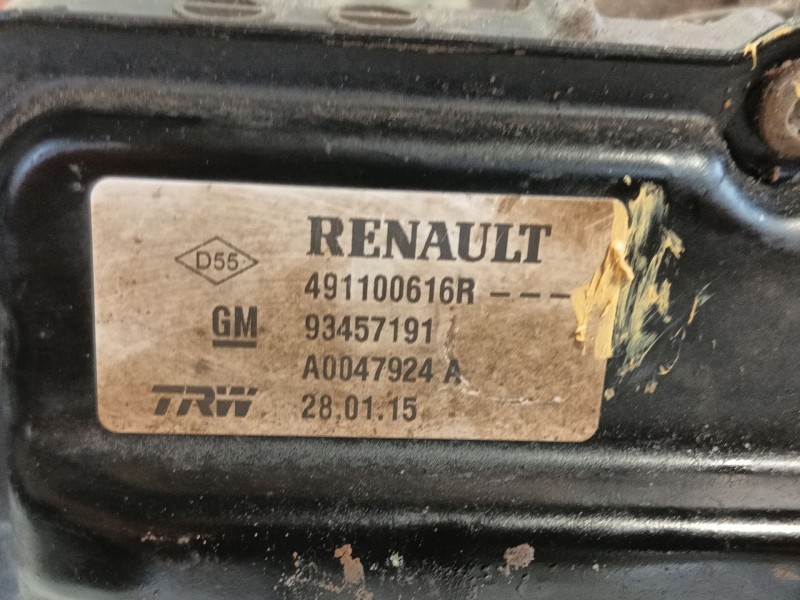 RENAULT
D55
491100616R ---
GM 93457191
A0047924 A
TRW 28.01.15